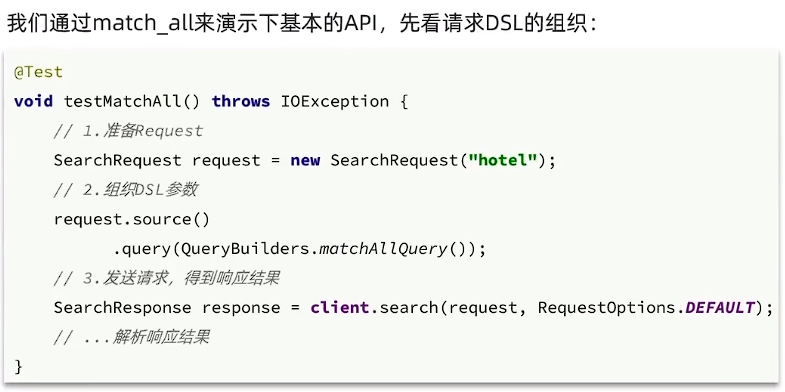 我们通过match_all来演示下基本的API，先看请求DSL的组织：
@Test
void testMatchAll() throws IOException {
    // 1.准备Request
    SearchRequest request = new SearchRequest("hotel");
    // 2.组织DSL参数
    request.source()
          .query(QueryBuilders.matchAllQuery());
    // 3.发送请求，得到响应结果
    SearchResponse response = client.search(request, RequestOptions.DEFAULT);
    // ...解析响应结果
}